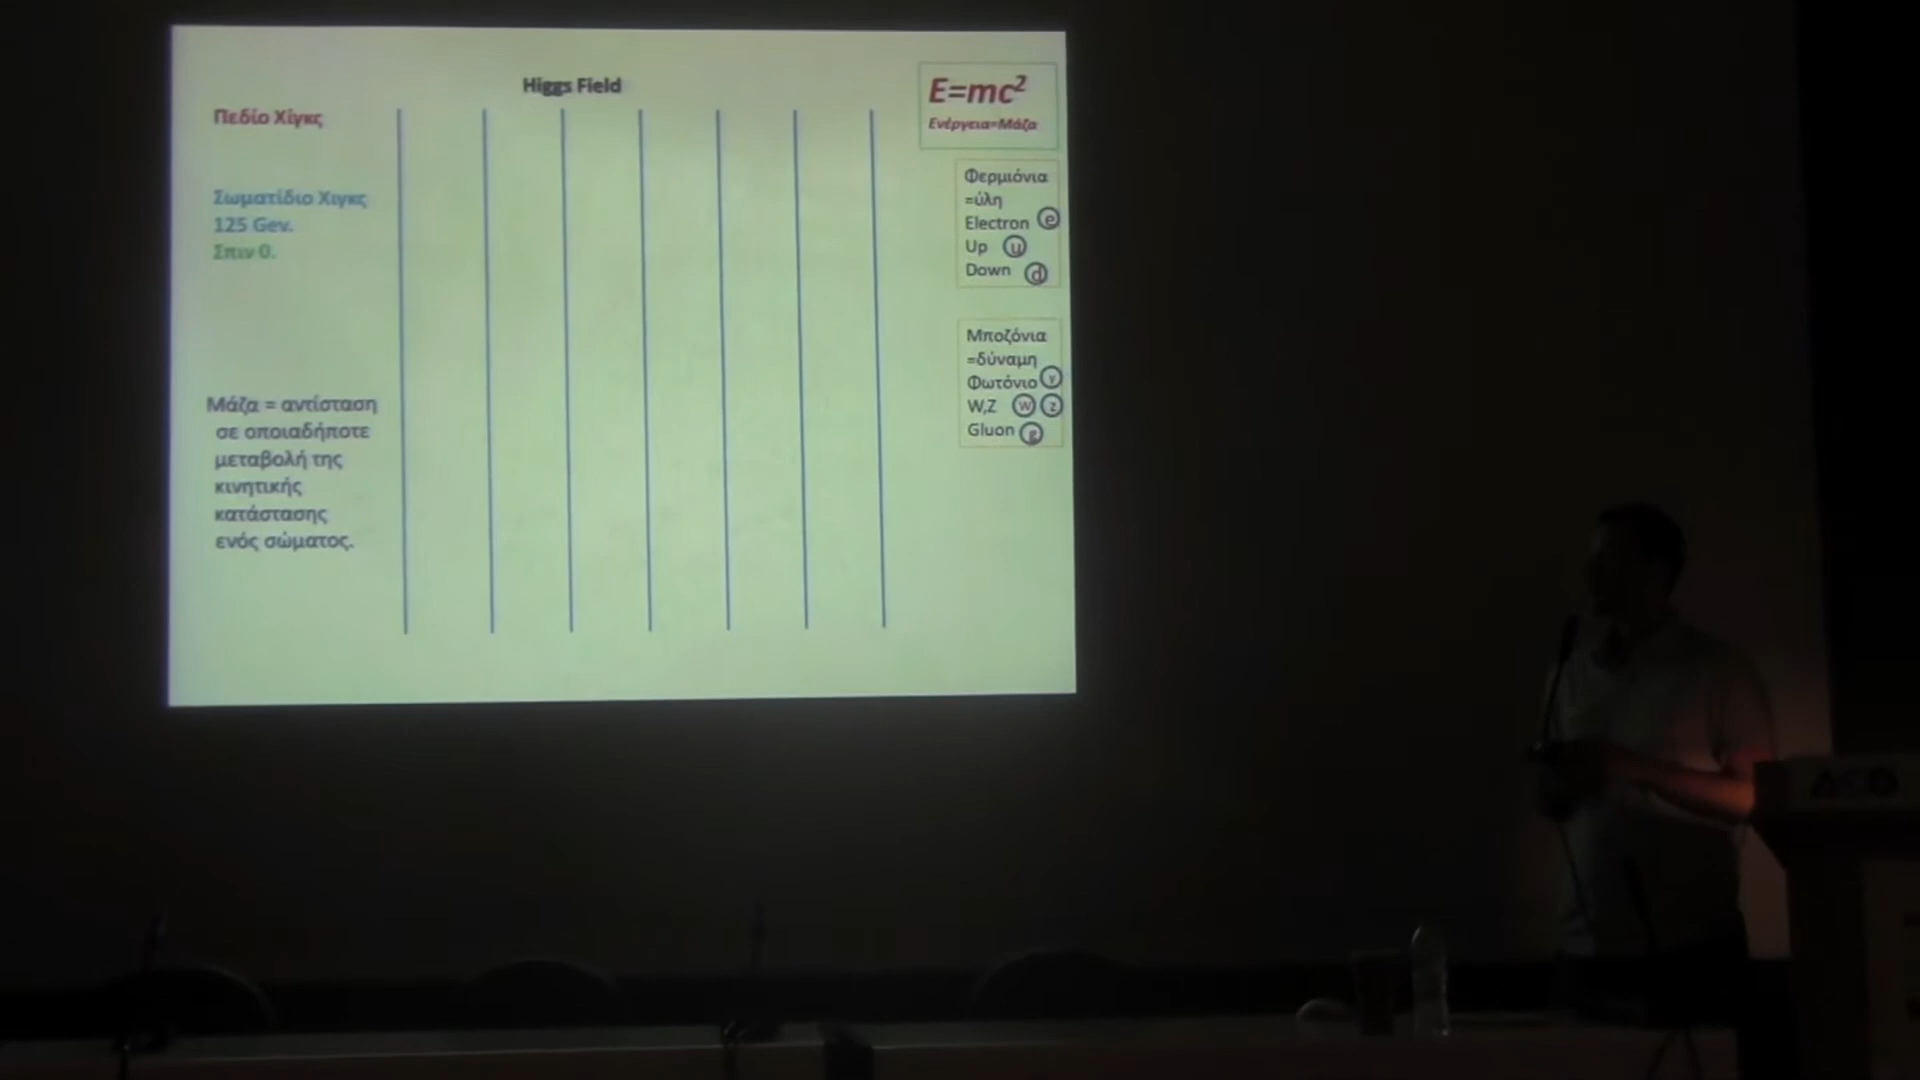 Higgs Field
Πεδίο Χίγκς
Σωματίδιο Χιγκς
125 Gev.
Σπιν 0.
Μάζα = αντίσταση
σε οποιαδήποτε
μεταβολή της
κινητικής
κατάστασης
ενός σώματος.
E=mc²
Ενέργεια=Μάζα
Φερμιόνια
=ύλη
Electron e
Up u
Down d
Μποζόνια
=δύναμη
Φωτόνιο γ
W,Z W Z
Gluon g